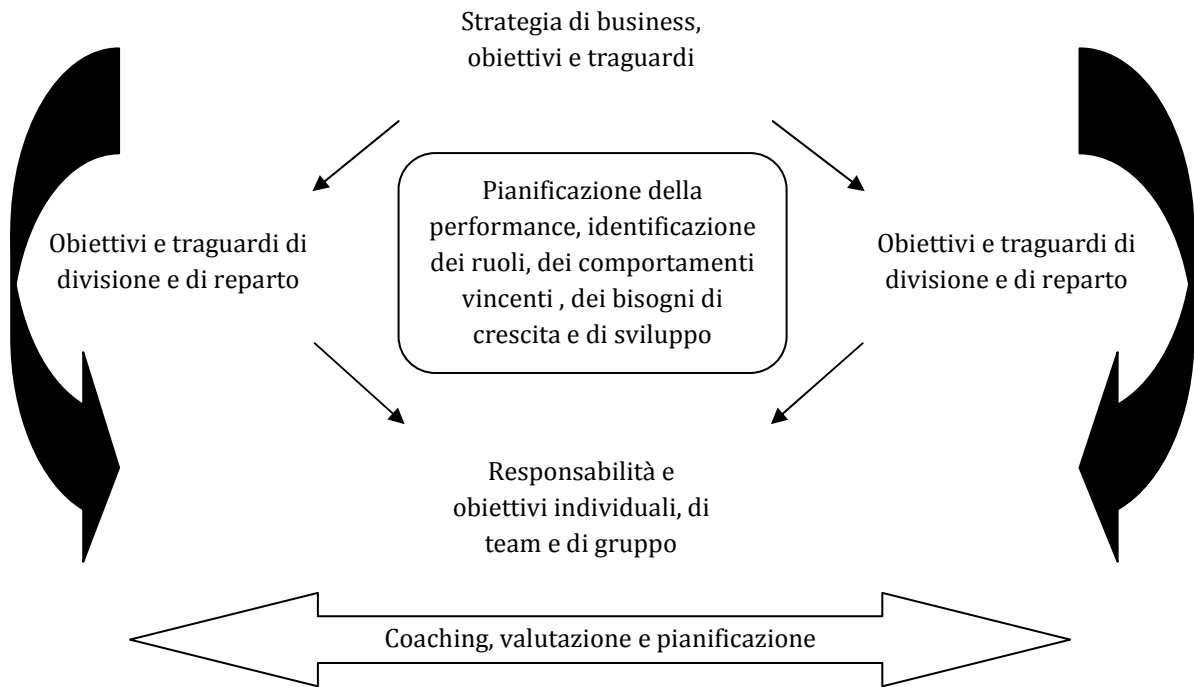 Strategia di business,
obiettivi e traguardi
Obiettivi e traguardi di
divisione e di reparto
Pianificazione della
performance, identificazione
dei ruoli, dei comportamenti
vincenti , dei bisogni di
crescita e di sviluppo
Obiettivi e traguardi di
divisione e di reparto
Responsabilità e
obiettivi individuali, di
team e di gruppo
Coaching, valutazione e pianificazione